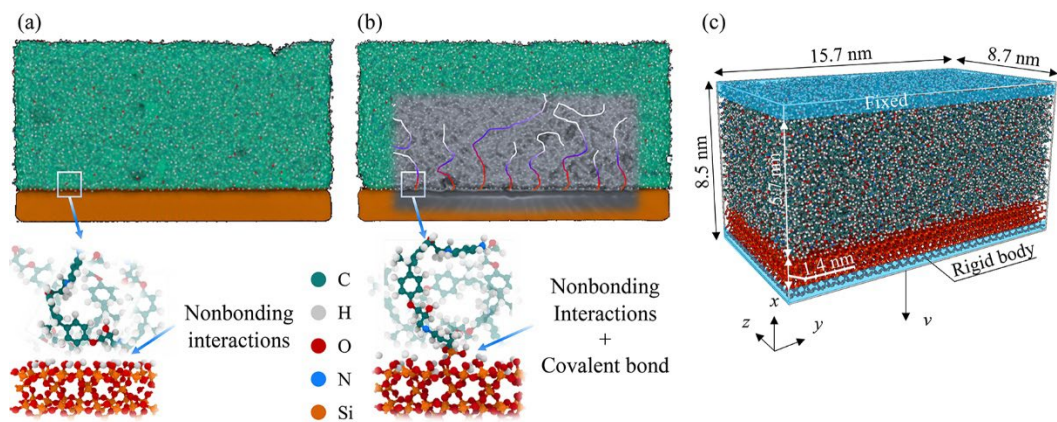 (a)
(b)
(c)
15.7 nm
8.7 nm
Fixed
8.5 nm
5.7 nm
1.4 nm
Rigid body
x
z
y
v
Nonbonding
interactions
C
H
O
N
Si
Nonbonding
Interactions
+
Covalent bond